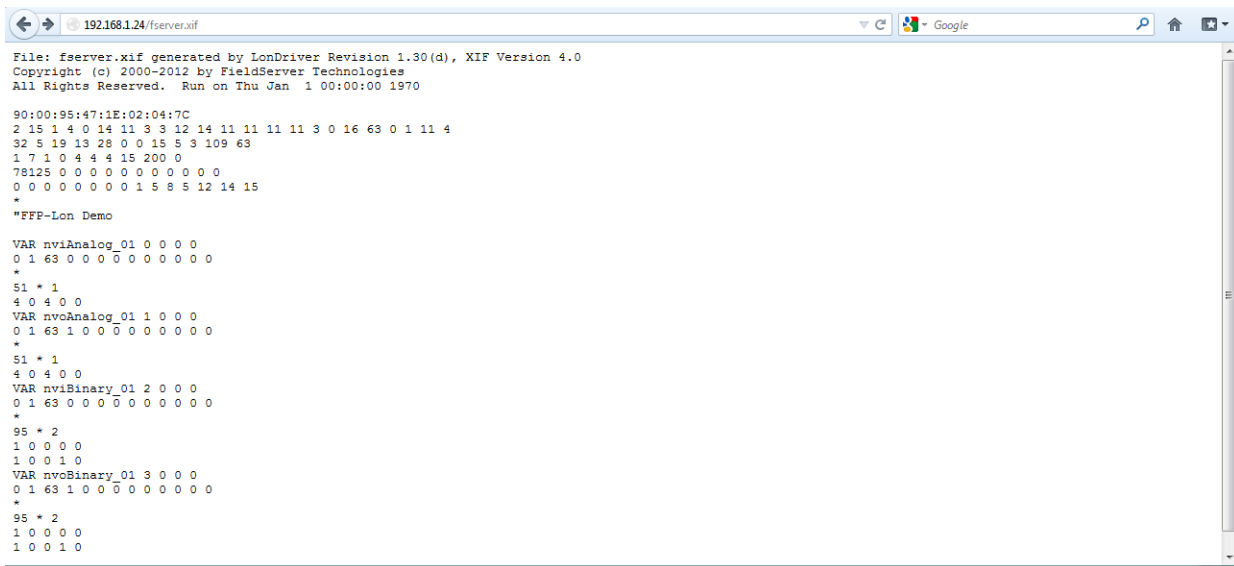 192.168.1.24/fserver.xif
Google
File: fserver.xif generated by LonDriver Revision 1.30(d), XIF Version 4.0
Copyright (c) 2000-2012 by FieldServer Technologies
All Rights Reserved.  Run on Thu Jan  1 00:00:00 1970
90:00:95:47:1E:02:04:7C
2 15 1 4 0 14 11 3 3 12 14 11 11 11 11 3 0 16 63 0 1 11 4
32 5 19 13 28 0 0 15 5 3 109 63
1 7 1 0 4 4 4 15 200 0
78125 0 0 0 0 0 0 0 0 0 0 0
0 0 0 0 0 0 0 0 1 5 8 5 12 14 15
*
"FFP-Lon Demo
VAR nviAnalog_01 0 0 0 0
0 1 63 0 0 0 0 0 0 0 0 0 0
*
51 * 1
4 0 4 0 0
VAR nvoAnalog_01 1 0 0 0
0 1 63 1 0 0 0 0 0 0 0 0 0
*
51 * 1
4 0 4 0 0
VAR nviBinary_01 2 0 0 0
0 1 63 0 0 0 0 0 0 0 0 0 0
*
95 * 2
1 0 0 0 0
1 0 0 1 0
VAR nvoBinary_01 3 0 0 0
0 1 63 1 0 0 0 0 0 0 0 0 0
*
95 * 2
1 0 0 0 0
1 0 0 1 0